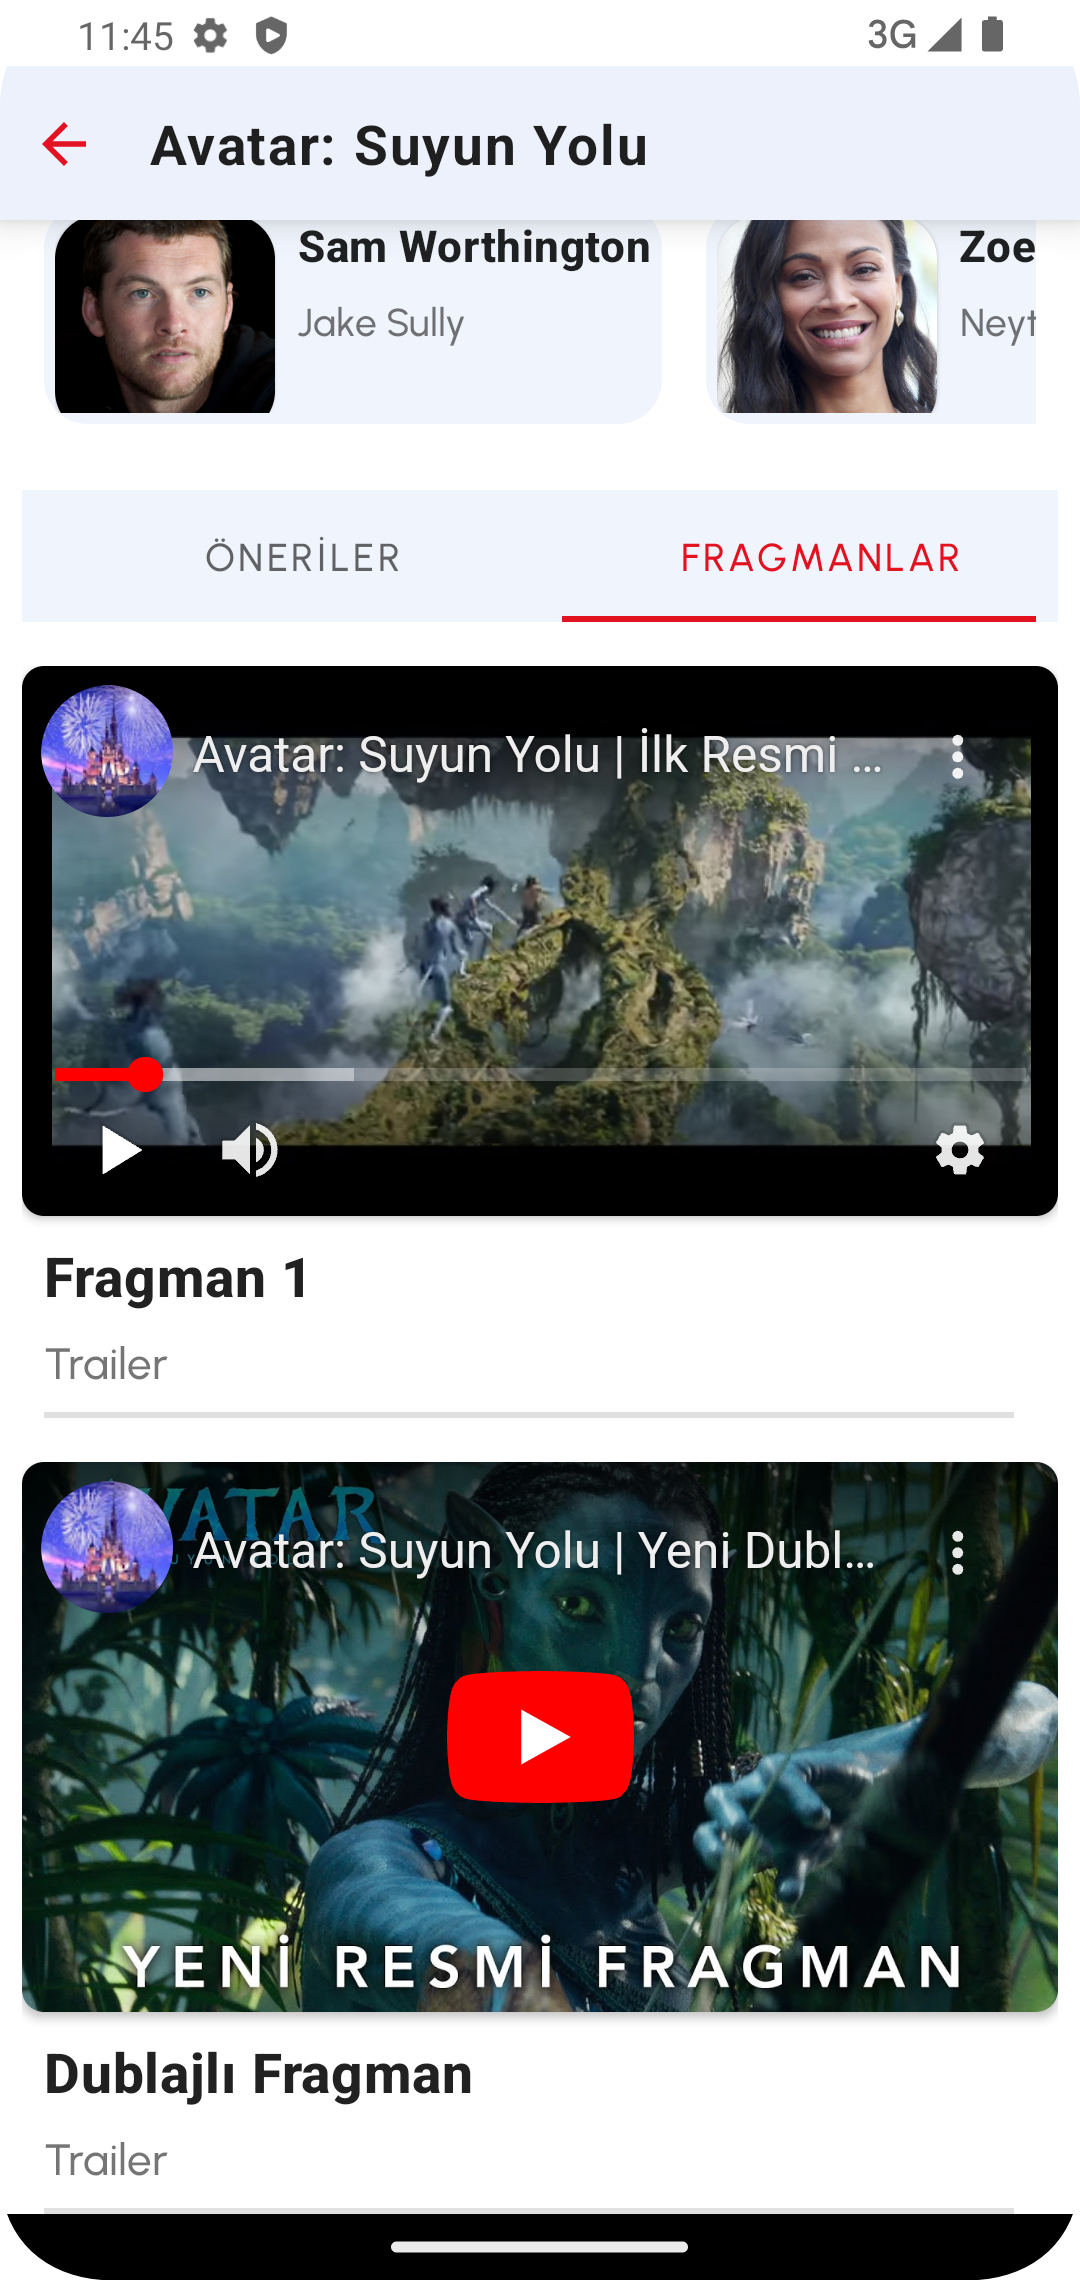 11:45
3G
Avatar: Suyun Yolu
Sam Worthington
Jake Sully
Zoe
Neyt
ÖNERİLER
FRAGMANLAR
Avatar: Suyun Yolu | İlk Resmi ...
Fragman 1
Trailer
VATAR
Avatar: Suyun Yolu | Yeni Dubl...
YENİ RESMİ FRAGMAN
Dublajlı Fragman
Trailer